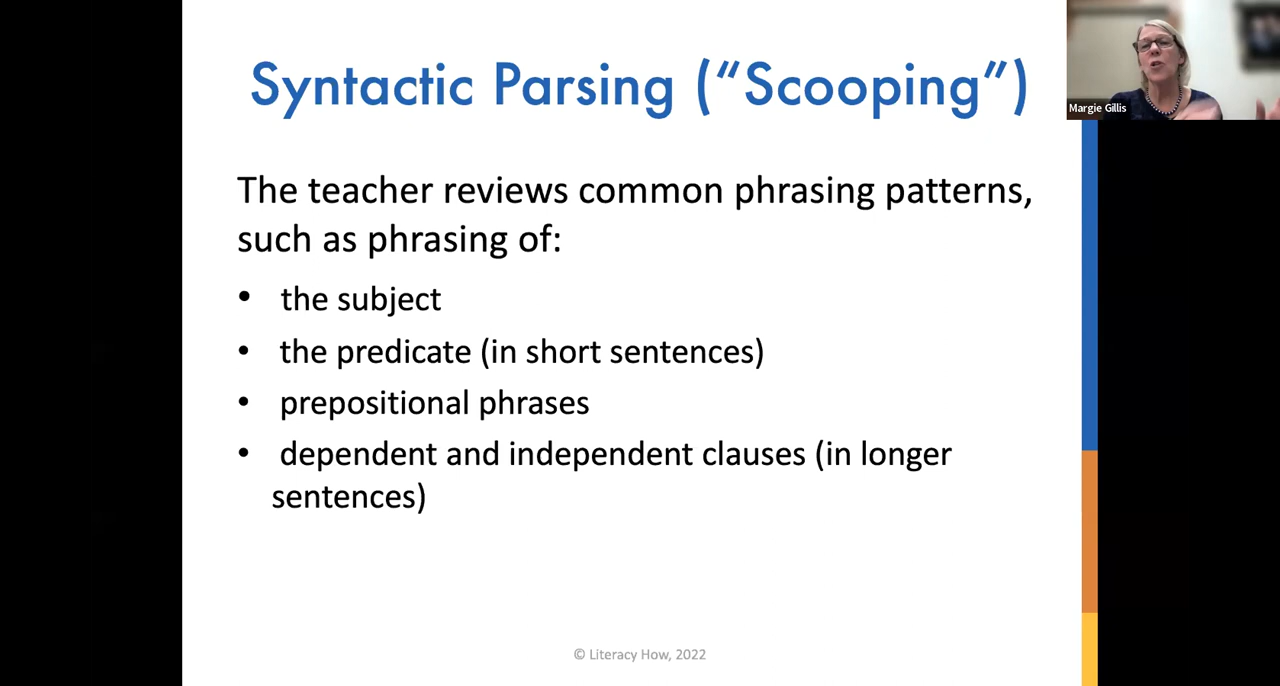 Syntactic Parsing (“Scooping”)
Margie Gillis
The teacher reviews common phrasing patterns,
such as phrasing of:
• the subject
• the predicate (in short sentences)
• prepositional phrases
• dependent and independent clauses (in longer
sentences)
© Literacy How, 2022